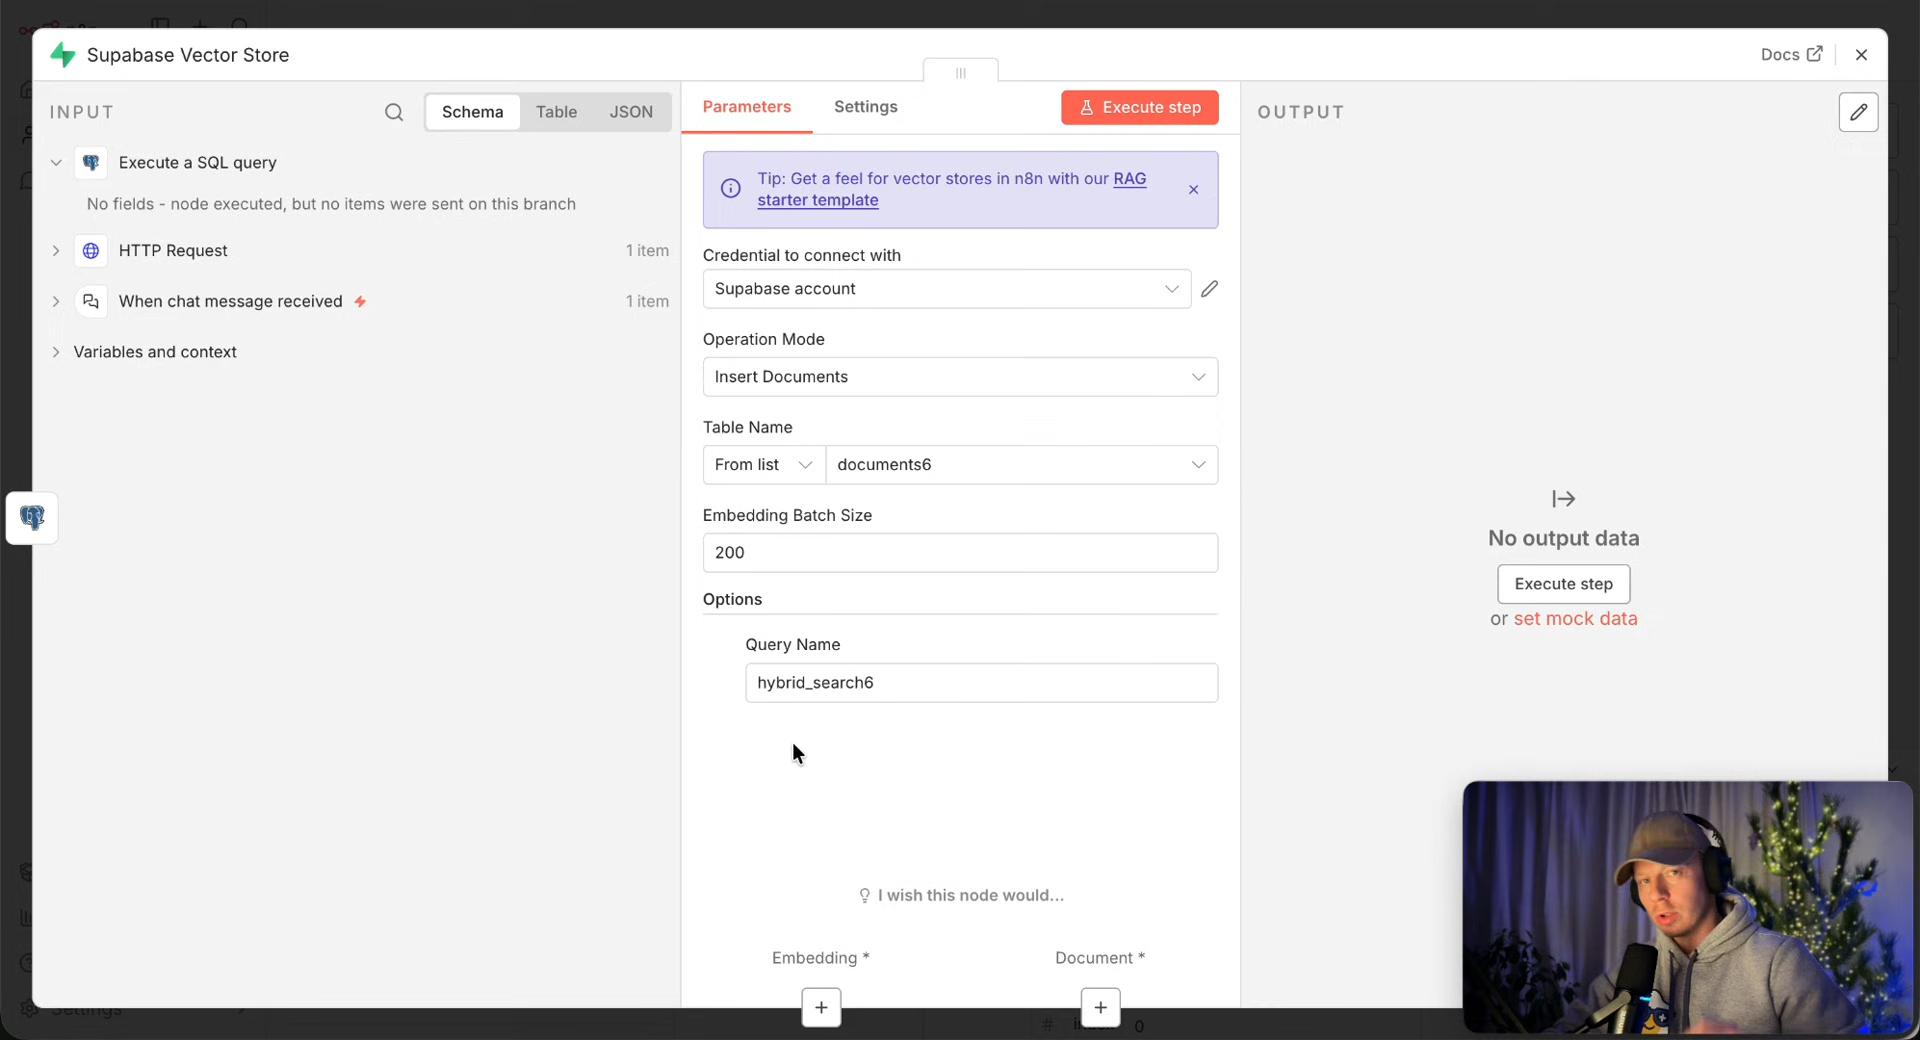 Supabase Vector Store
Docs
INPUT
Schema
Table
JSON
Execute a SQL query
No fields - node executed, but no items were sent on this branch
HTTP Request
1 item
When chat message received
1 item
Variables and context
Parameters
Settings
Execute step
Tip: Get a feel for vector stores in n8n with our RAG
starter template
Credential to connect with
Supabase account
Operation Mode
Insert Documents
Table Name
From list
documents6
Embedding Batch Size
200
Options
Query Name
hybrid_search6
I wish this node would...
Embedding *
Document *
OUTPUT
No output data
Execute step
or set mock data
Settings
0